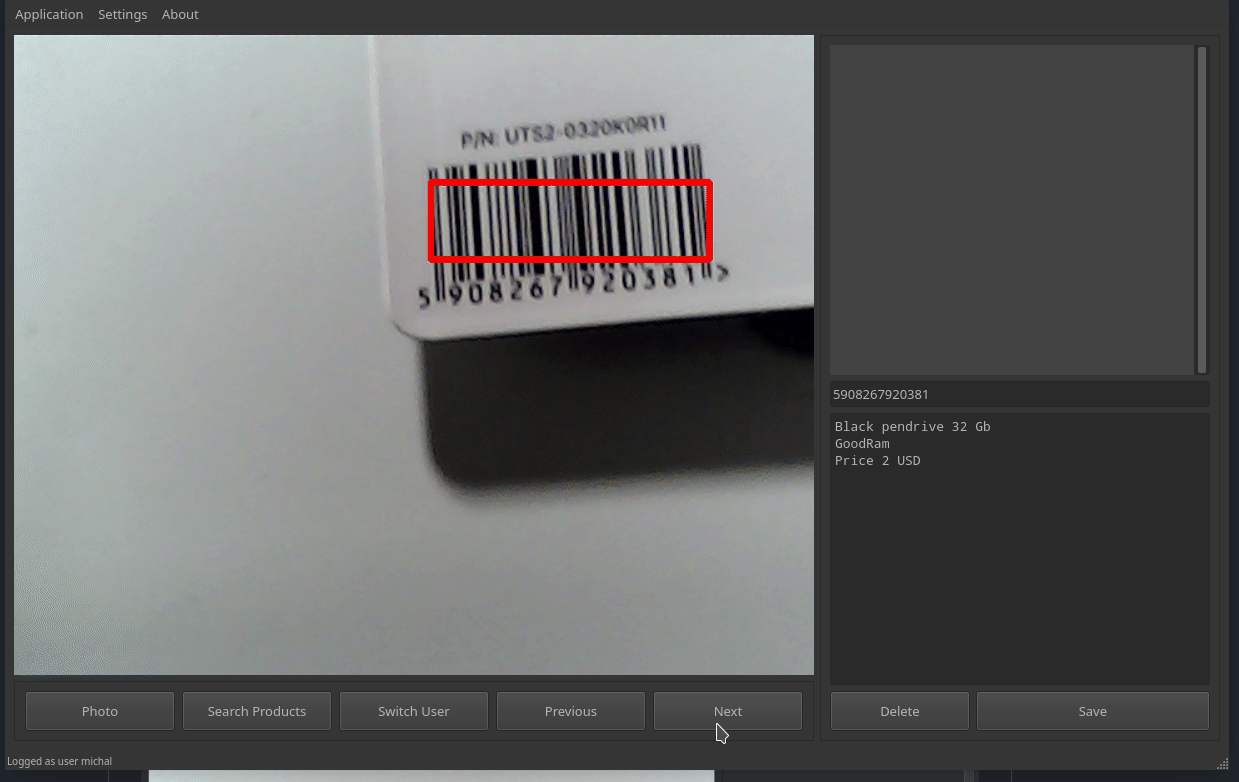 Application Settings About
P/N: UTS2-0320K0R11
5 908267 920381 >
5908267920381
Black pendrive 32 Gb
GoodRam
Price 2 USD
Photo Search Products Switch User Previous Next Delete Save
Logged as user michal